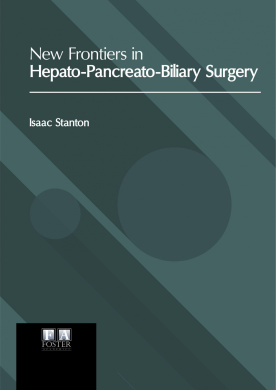 New Frontiers in
Hepato-Pancreato-Biliary Surgery
Isaac Stanton
F A
FOSTER